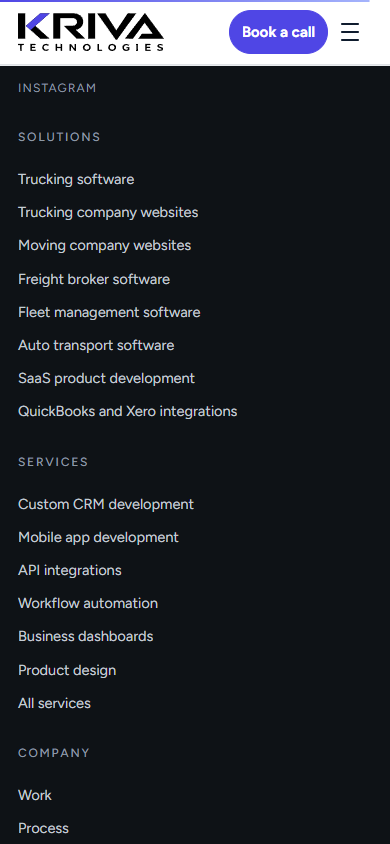 KRIVA
TECHNOLOGIES
Book a call
INSTAGRAM
SOLUTIONS
Trucking software
Trucking company websites
Moving company websites
Freight broker software
Fleet management software
Auto transport software
SaaS product development
QuickBooks and Xero integrations
SERVICES
Custom CRM development
Mobile app development
API integrations
Workflow automation
Business dashboards
Product design
All services
COMPANY
Work
Process